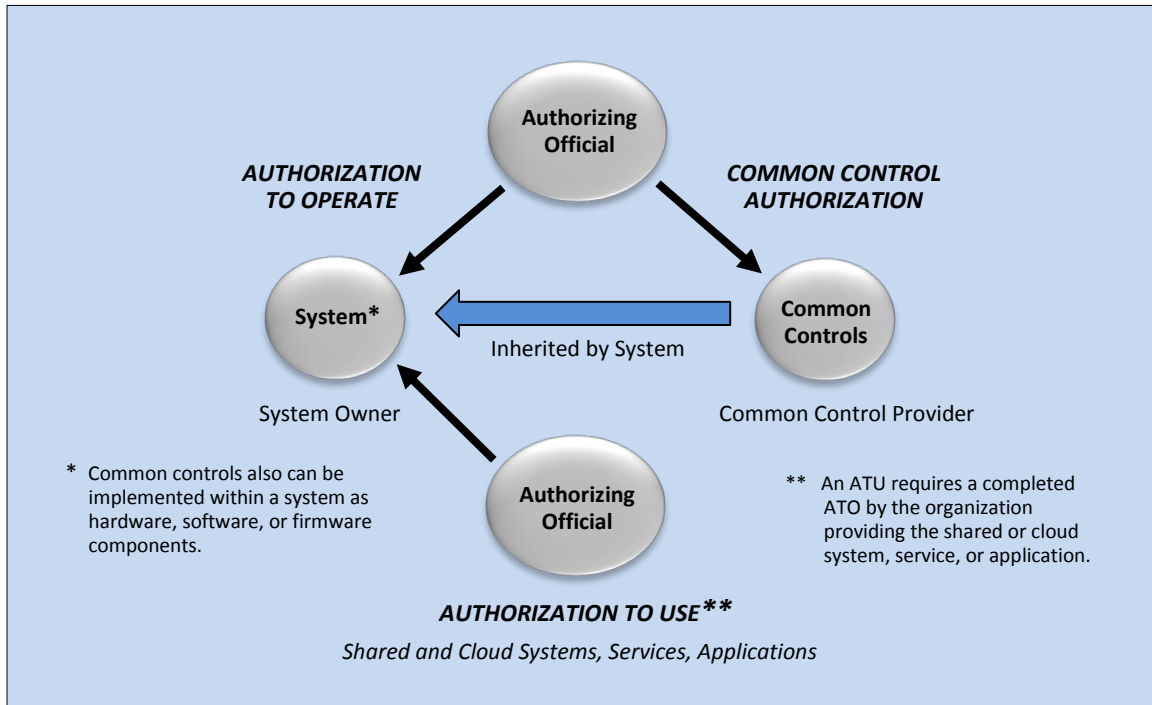 Authorizing
Official
AUTHORIZATION
TO OPERATE
COMMON CONTROL
AUTHORIZATION
System*
Common
Controls
Inherited by System
System Owner
Common Control Provider
* Common controls also can be
implemented within a system as
hardware, software, or firmware
components.
Authorizing
Official
** An ATU requires a completed
ATO by the organization
providing the shared or cloud
system, service, or application.
AUTHORIZATION TO USE**
Shared and Cloud Systems, Services, Applications